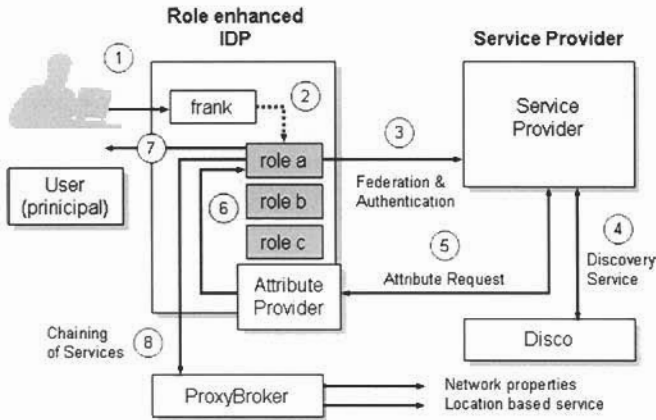 Role enhanced
IDP
Service Provider
1
frank
2
Service
Provider
7
role a
3
User
(prinicipal)
Federation &
Authentication
6
role b
role c
5
4
Discovery
Service
Attribute
Provider
Attribute Request
Chaining
of Services
8
Disco
ProxyBroker
Network properties
Location based service